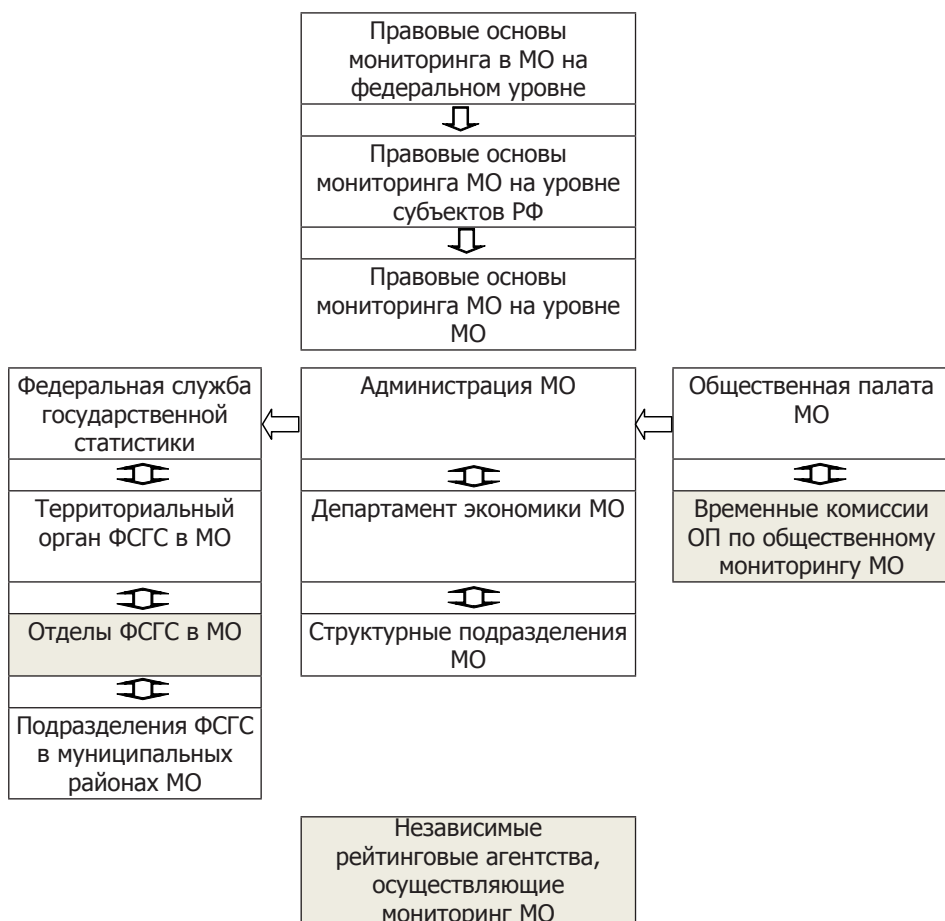 Правовые основы
мониторинга в МО на
федеральном уровне
Правовые основы
мониторинга МО на уровне
субъектов РФ
Правовые основы
мониторинга МО на уровне
МО
Федеральная служба
государственной
статистики
Территориальный
орган ФСГС в МО
Отделы ФСГС в МО
Подразделения ФСГС
в муниципальных
районах МО
Администрация МО
Департамент экономики МО
Структурные подразделения
МО
Общественная палата
МО
Временные комиссии
ОП по общественному
мониторингу МО
Независимые
рейтинговые агентства,
осуществляющие
мониторинг МО